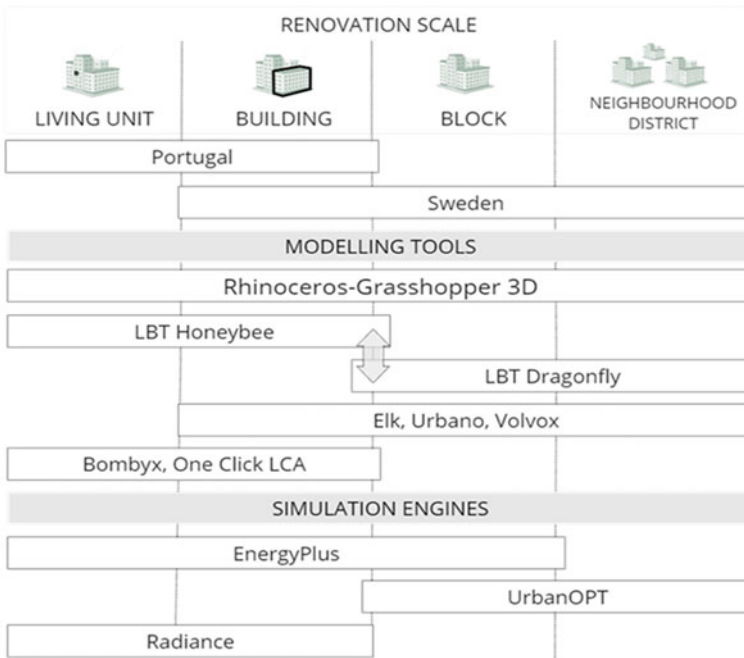 RENOVATION SCALE
LIVING UNIT
BUILDING
BLOCK
NEIGHBOURHOOD
DISTRICT
Portugal
Sweden
MODELLING TOOLS
Rhinoceros-Grasshopper 3D
LBT Honeybee
LBT Dragonfly
Elk, Urbano, Volvox
Bombyx, One Click LCA
SIMULATION ENGINES
EnergyPlus
UrbanOPT
Radiance